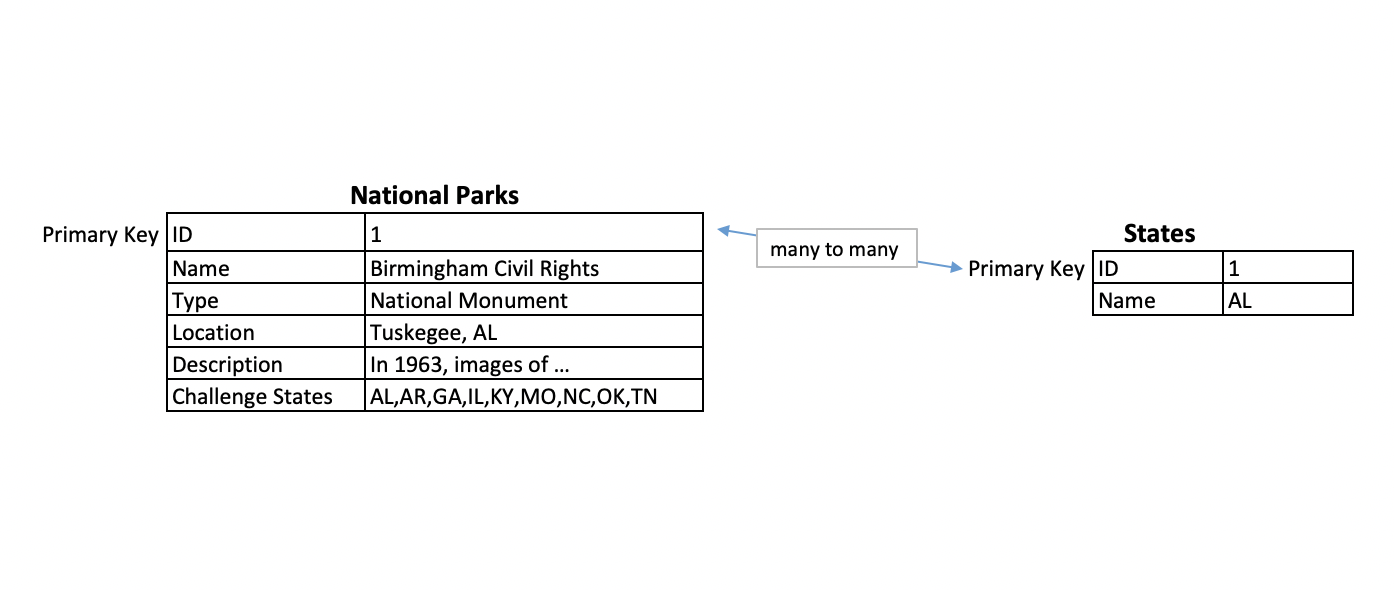 National Parks
Primary Key ID 1
Name Birmingham Civil Rights
Type National Monument
Location Tuskegee, AL
Description In 1963, images of ...
Challenge States AL,AR,GA,IL,KY,MO,NC,OK,TN
many to many
States
Primary Key ID 1
Name AL